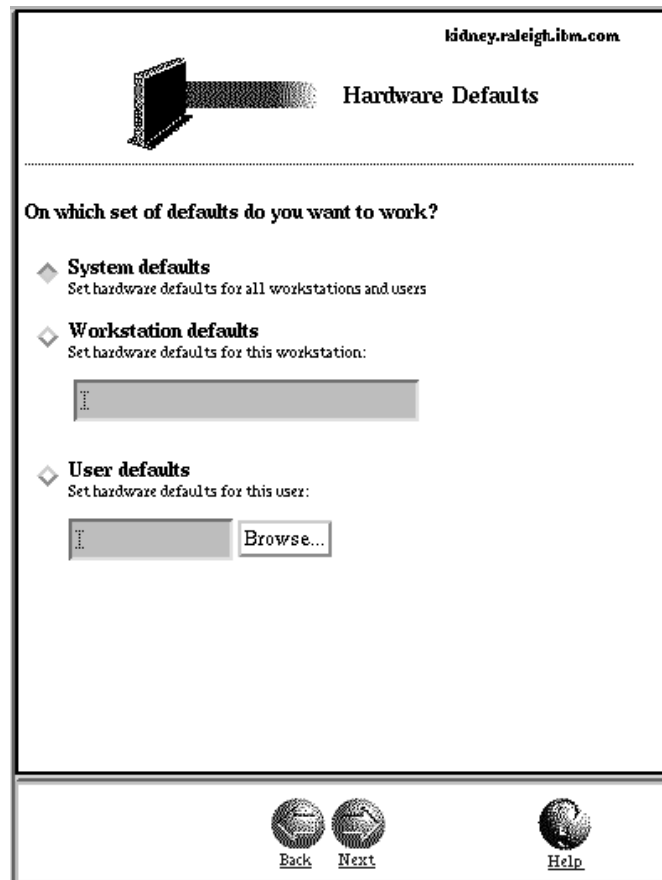 kidney.raleigh.ibm.com
Hardware Defaults
On which set of defaults do you want to work?
System defaults
Set hardware defaults for all workstations and users
Workstation defaults
Set hardware defaults for this workstation:
User defaults
Set hardware defaults for this user:
Browse...
Back Next Help